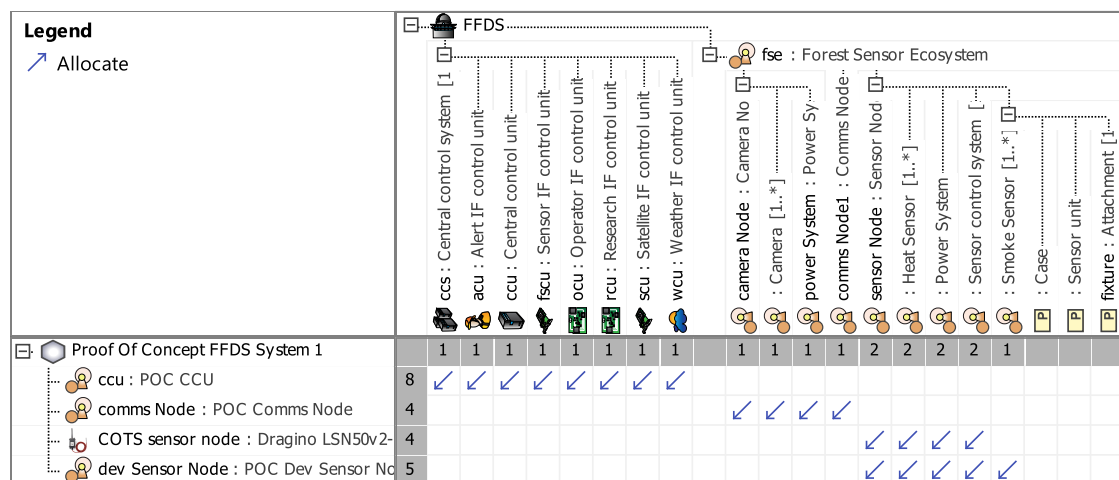 Legend
Allocate
FFDS
fse : Forest Sensor Ecosystem
ccs : Central control system [1
acu : Alert IF control unit
ccu : Central control unit
fscu : Sensor IF control unit
ocu : Operator IF control unit
rcu : Research IF control unit
scu : Satellite IF control unit
wcu : Weather IF control unit
camera Node : Camera No
: Camera [1..*]
power System : Power Sy
comms Node1 : Comms Node
sensor Node : Sensor Nod
: Heat Sensor [1..*]
: Power System
: Sensor control system [
: Smoke Sensor [1..*]
: Case
: Sensor unit
fixture : Attachment [1
P P P
Proof Of Concept FFDS System 1 1 1 1 1 1 1 1 1 1 1 1 1 2 2 2 2 1
ccu : POC CCU 8
comms Node : POC Comms Node 4
COTS sensor node : Dragino LSN50v2- 4
dev Sensor Node : POC Dev Sensor No 5